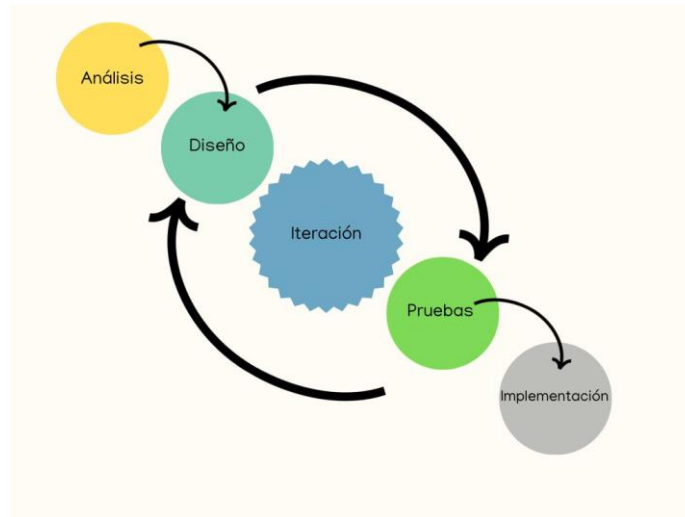 Análisis
Diseño
Iteración
Pruebas
Implementación